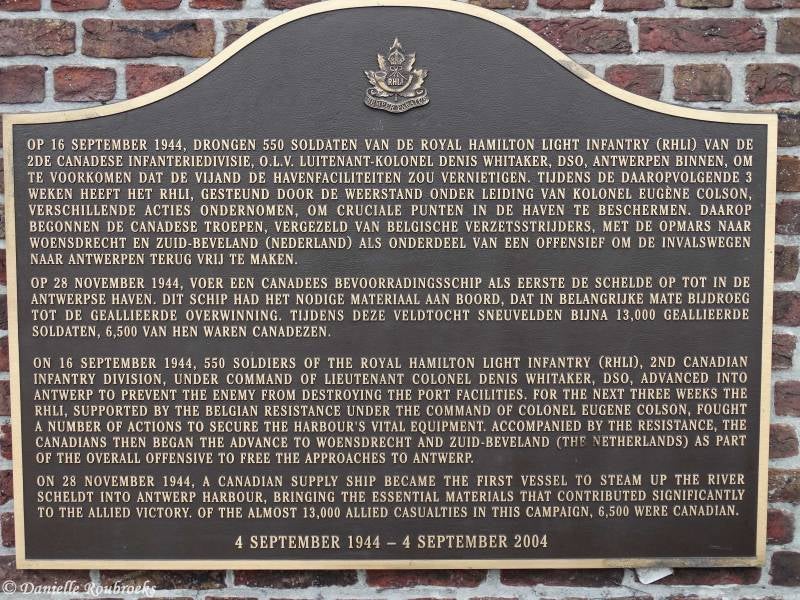 RHLI
SEMPER PARATUS
OP 16 SEPTEMBER 1944, DRONGEN 550 SOLDATEN VAN DE ROYAL HAMILTON LIGHT INFANTRY (RHLI) VAN DE
2DE CANADESE INFANTERIEDIVISIE, O.L.V. LUITENANT-KOLONEL DENIS WHITAKER, DSO, ANTWERPEN BINNEN, OM
TE VOORKOMEN DAT DE VIJAND DE HAVENFACILITEITEN ZOU VERNIETIGEN. TIJDENS DE DAAROPVOLGENDE 3
WEKEN HEEFT HET RHLI, GESTEUND DOOR DE WEERSTAND ONDER LEIDING VAN KOLONEL EUGÈNE COLSON,
VERSCHILLENDE ACTIES ONDERNOMEN, OM CRUCIALE PUNTEN IN DE HAVEN TE BESCHERMEN. DAAROP
BEGONNEN DE CANADESE TROEPEN, VERGEZELD VAN BELGISCHE VERZETSSTRIJDERS, MET DE OPMARS NAAR
WOENSDRECHT EN ZUID-BEVELAND (NEDERLAND) ALS ONDERDEEL VAN EEN OFFENSIEF OM DE INVALSWEGEN
NAAR ANTWERPEN TERUG VRIJ TE MAKEN.
OP 28 NOVEMBER 1944, VOER EEN CANADEES BEVOORRADINGSSCHIP ALS EERSTE DE SCHELDE OP TOT IN DE
ANTWERPSE HAVEN. DIT SCHIP HAD HET NODIGE MATERIAAL AAN BOORD, DAT IN BELANGRIJKE MATE BIJDROEG
TOT DE GEALLIEERDE OVERWINNING. TIJDENS DEZE VELDTOCHT SNEUVELDEN BIJNA 13,000 GEALLIEERDE
SOLDATEN, 6,500 VAN HEN WAREN CANADEZEN.
ON 16 SEPTEMBER 1944, 550 SOLDIERS OF THE ROYAL HAMILTON LIGHT INFANTRY (RHLI), 2ND CANADIAN
INFANTRY DIVISION, UNDER COMMAND OF LIEUTENANT COLONEL DENIS WHITAKER, DSO, ADVANCED INTO
ANTWERP TO PREVENT THE ENEMY FROM DESTROYING THE PORT FACILITIES. FOR THE NEXT THREE WEEKS THE
RHLI, SUPPORTED BY THE BELGIAN RESISTANCE UNDER THE COMMAND OF COLONEL EUGENE COLSON, FOUGHT
A NUMBER OF ACTIONS TO SECURE THE HARBOUR'S VITAL EQUIPMENT. ACCOMPANIED BY THE RESISTANCE, THE
CANADIANS THEN BEGAN THE ADVANCE TO WOENSDRECHT AND ZUID-BEVELAND (THE NETHERLANDS) AS PART
OF THE OVERALL OFFENSIVE TO FREE THE APPROACHES TO ANTWERP.
ON 28 NOVEMBER 1944, A CANADIAN SUPPLY SHIP BECAME THE FIRST VESSEL TO STEAM UP THE RIVER
SCHELDT INTO ANTWERP HARBOUR, BRINGING THE ESSENTIAL MATERIALS THAT CONTRIBUTED SIGNIFICANTLY
TO THE ALLIED VICTORY. OF THE ALMOST 13,000 ALLIED CASUALTIES IN THIS CAMPAIGN, 6,500 WERE CANADIAN.
4 SEPTEMBER 1944 – 4 SEPTEMBER 2004
© Danielle Roubroeks